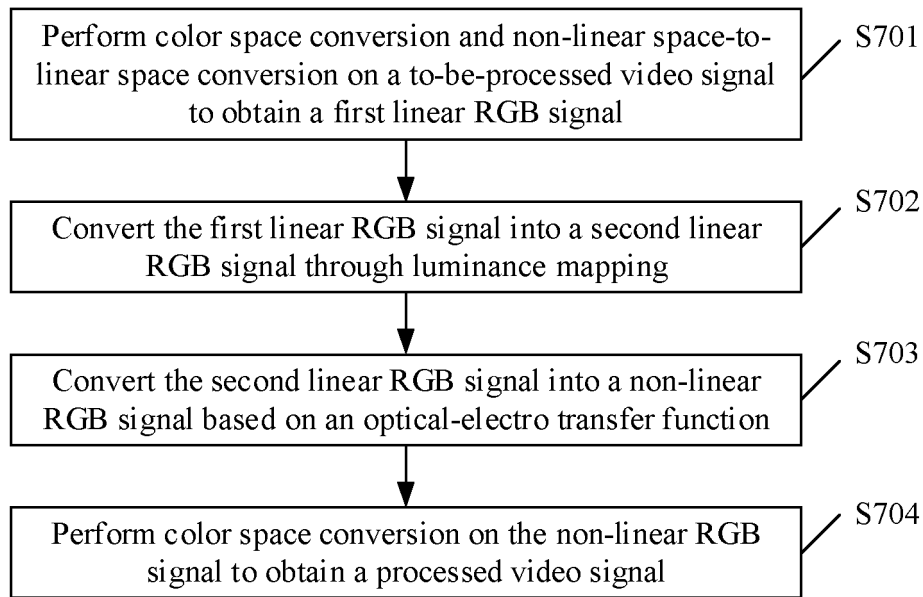 Perform color space conversion and non-linear space-to-
linear space conversion on a to-be-processed video signal
to obtain a first linear RGB signal
S701
Convert the first linear RGB signal into a second linear
RGB signal through luminance mapping
S702
Convert the second linear RGB signal into a non-linear
RGB signal based on an optical-electro transfer function
S703
Perform color space conversion on the non-linear RGB
signal to obtain a processed video signal
S704